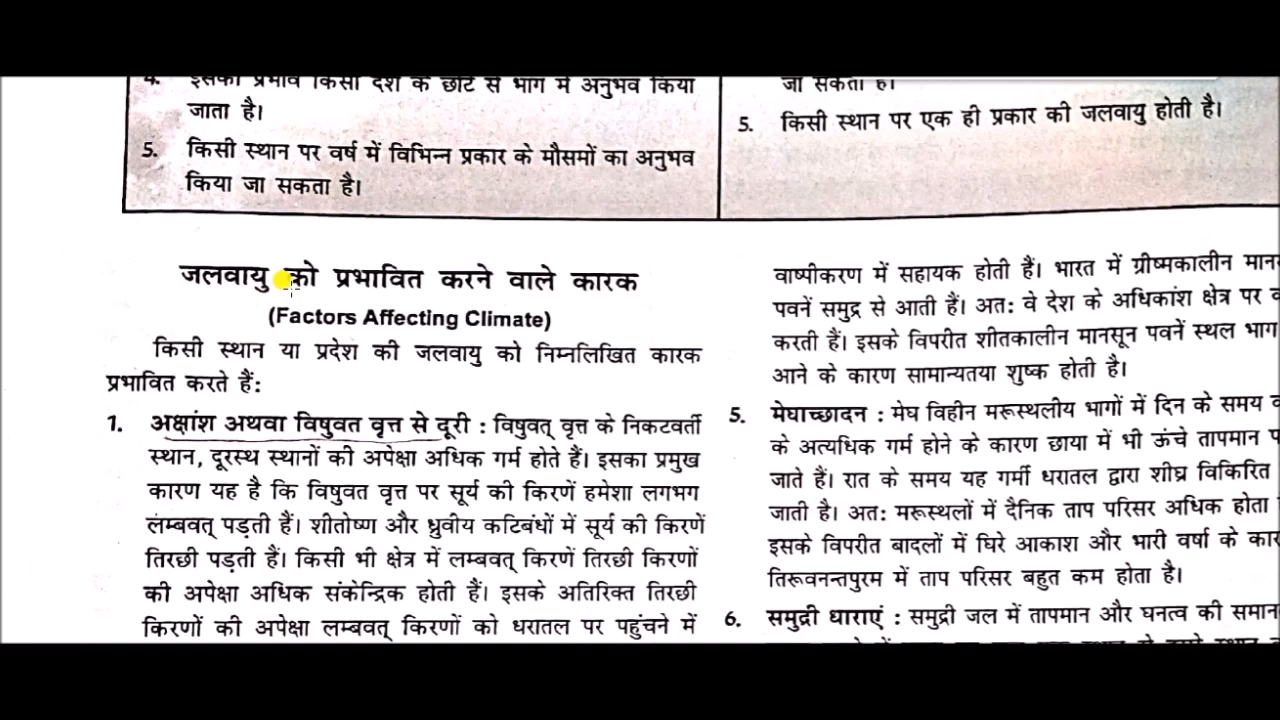 4. इसका प्रभाव किसी देश के छोटे से भाग में अनुभव किया
जाता है।
5. किसी स्थान पर वर्ष में विभिन्न प्रकार के मौसमों का अनुभव
किया जा सकता है।
जा सकता है।
5. किसी स्थान पर एक ही प्रकार की जलवायु होती है।
जलवायु को प्रभावित करने वाले कारक
(Factors Affecting Climate)
किसी स्थान या प्रदेश की जलवायु को निम्नलिखित कारक
प्रभावित करते हैं:
1. अक्षांश अथवा विषुवत वृत्त से दूरी : विषुवत् वृत्त के निकटवर्ती
स्थान, दूरस्थ स्थानों की अपेक्षा अधिक गर्म होते हैं। इसका प्रमुख
कारण यह है कि विषुवत वृत्त पर सूर्य की किरणें हमेशा लगभग
लंम्बवत् पड़ती हैं। शीतोष्ण और ध्रुवीय कटिबंधों में सूर्य की किरणें
तिरछी पड़ती हैं। किसी भी क्षेत्र में लम्बवत् किरणें तिरछी किरणों
की अपेक्षा अधिक संकेन्द्रिक होती हैं। इसके अतिरिक्त तिरछी
किरणों की अपेक्षा लम्बवत् किरणों को धरातल पर पहुंचने में
वाष्पीकरण में सहायक होती हैं। भारत में ग्रीष्मकालीन
पवनें समुद्र से आती हैं। अतः वे देश के अधिकांश क्षेत्र पर
करती हैं। इसके विपरीत शीतकालीन मानसून पवनें स्थल भाग
आने के कारण सामान्यतया शुष्क होती है।
5. मेघाच्छादन : मेघ विहीन मरूस्थलीय भागों में दिन के समय
के अत्यधिक गर्म होने के कारण छाया में भी ऊंचे तापमान
जाते हैं। रात के समय यह गर्मी धरातल द्वारा शीघ्र विकिरित
जाती है। अतः मरूस्थलों में दैनिक ताप परिसर अधिक होता
इसके विपरीत बादलों में घिरे आकाश और भारी वर्षा के
तिरूवनन्तपुरम में ताप परिसर बहुत कम होता है।
6. समुद्री धाराएं : समुद्री जल में तापमान और घनत्व की